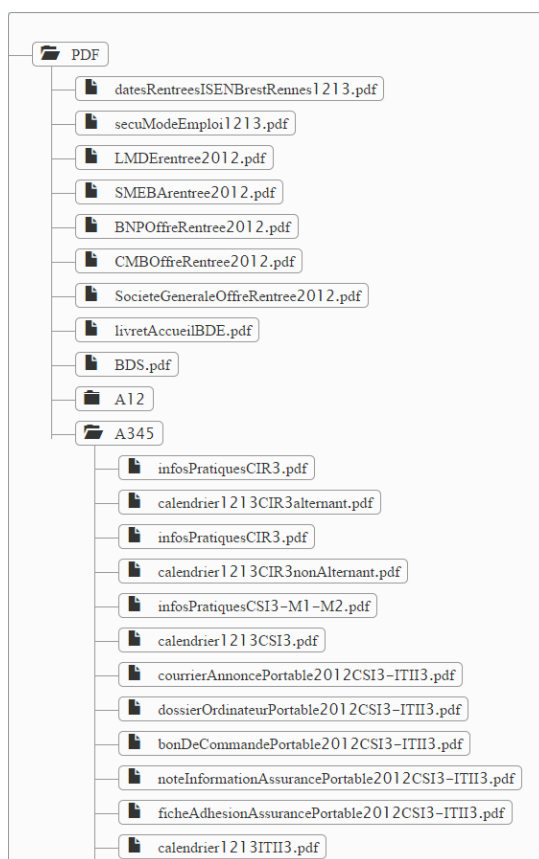 PDF
datesRentreesISENBrestRennes1213.pdf
secuModeEmploi1213.pdf
LMDErentree2012.pdf
SMEBArentree2012.pdf
BNPOffreRentree2012.pdf
CMBOffreRentree2012.pdf
SocieteGeneraleOffreRentree2012.pdf
livretAccueilBDE.pdf
BDS.pdf
A12
A345
infosPratiquesCIR3.pdf
calendrier1213CIR3alternant.pdf
infosPratiquesCIR3.pdf
calendrier1213CIR3nonAlternant.pdf
infosPratiquesCSI3-M1-M2.pdf
calendrier1213CSI3.pdf
courrierAnnoncePortable2012CSI3-ITII3.pdf
dossierOrdinateurPortable2012CSI3-ITII3.pdf
bonDeCommandePortable2012CSI3-ITII3.pdf
noteInformationAssurancePortable2012CSI3-ITII3.pdf
ficheAdhesionAssurancePortable2012CSI3-ITII3.pdf
calendrier1213ITII3.pdf